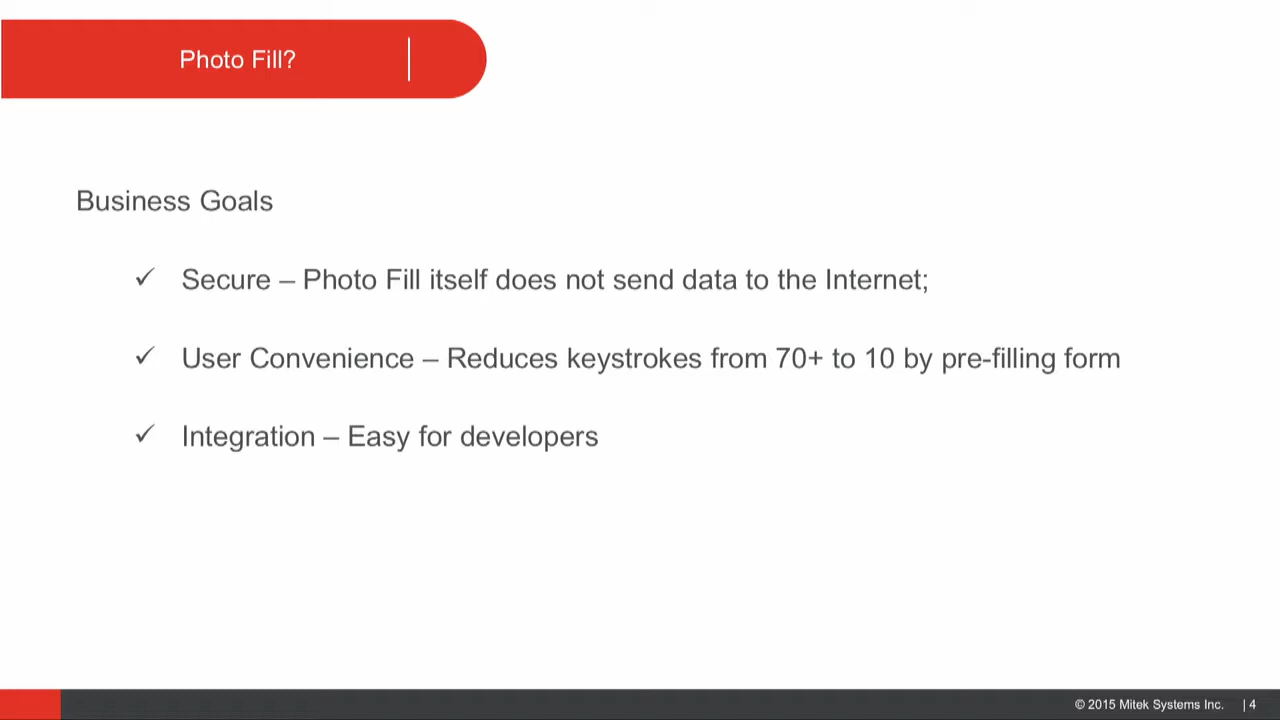 Photo Fill?
Business Goals
✓ Secure – Photo Fill itself does not send data to the Internet;
✓ User Convenience – Reduces keystrokes from 70+ to 10 by pre-filling form
✓ Integration – Easy for developers
© 2015 Mitek Systems Inc. | 4